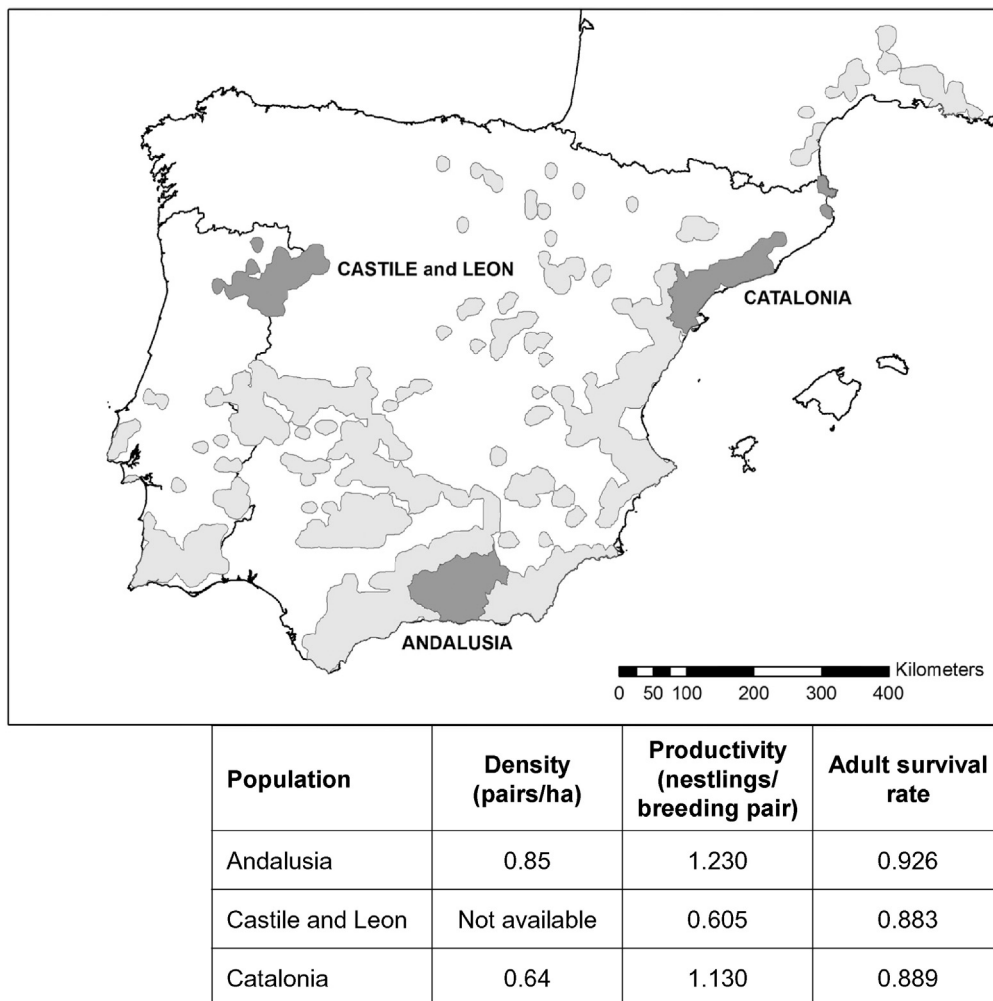 CASTILE and LEON
CATALONIA
ANDALUSIA
Kilometers
0 50 100 200 300 400
Population
Density
(pairs/ha)
Productivity
(nestlings/
breeding pair)
Adult survival
rate
Andalusia 0.85 1.230 0.926
Castile and Leon Not available 0.605 0.883
Catalonia 0.64 1.130 0.889